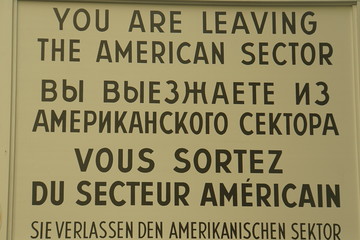 YOU ARE LEAVING
THE AMERICAN SECTOR
ВЫ ВЫЕЗЖАЕТЕ ИЗ
АМЕРИКАНСКОГО СЕКТОРА
VOUS SORTEZ
DU SECTEUR AMÉRICAIN
SIE VERLASSEN DEN AMERIKANISCHEN SEKTOR